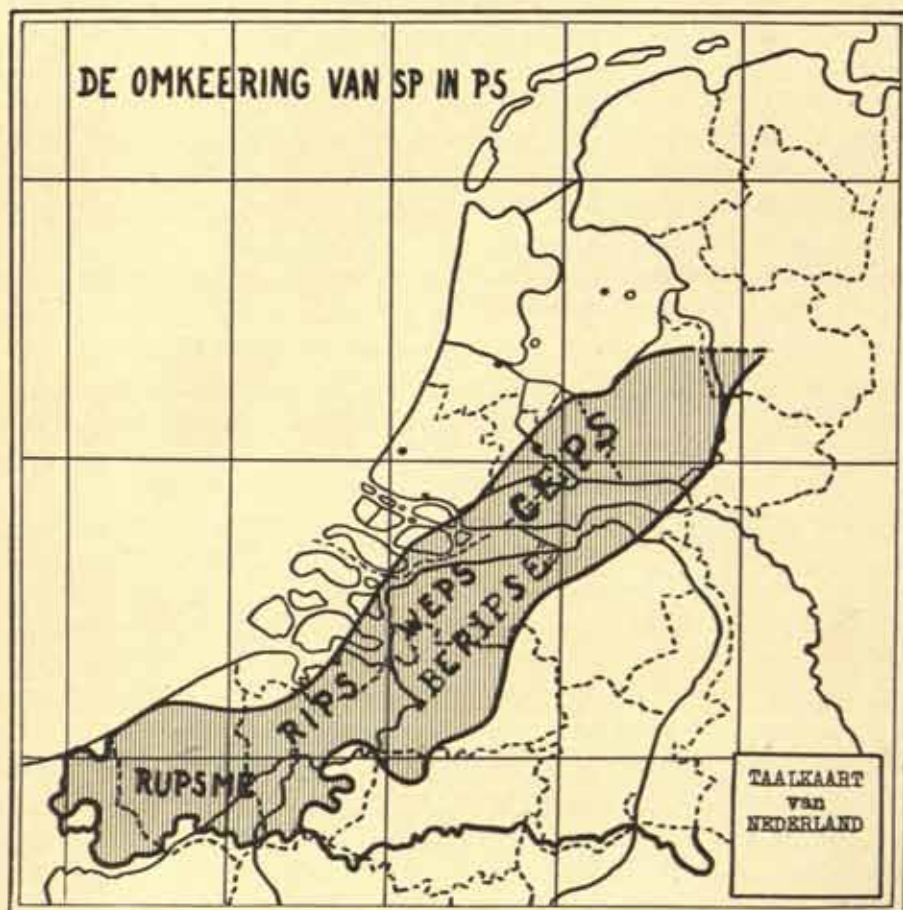 DE OMKEERING VAN SP IN PS
GEPS
WEPS
BERIPSE
RIPS
RUPSME
TAALKAART
van
NEDERLAND